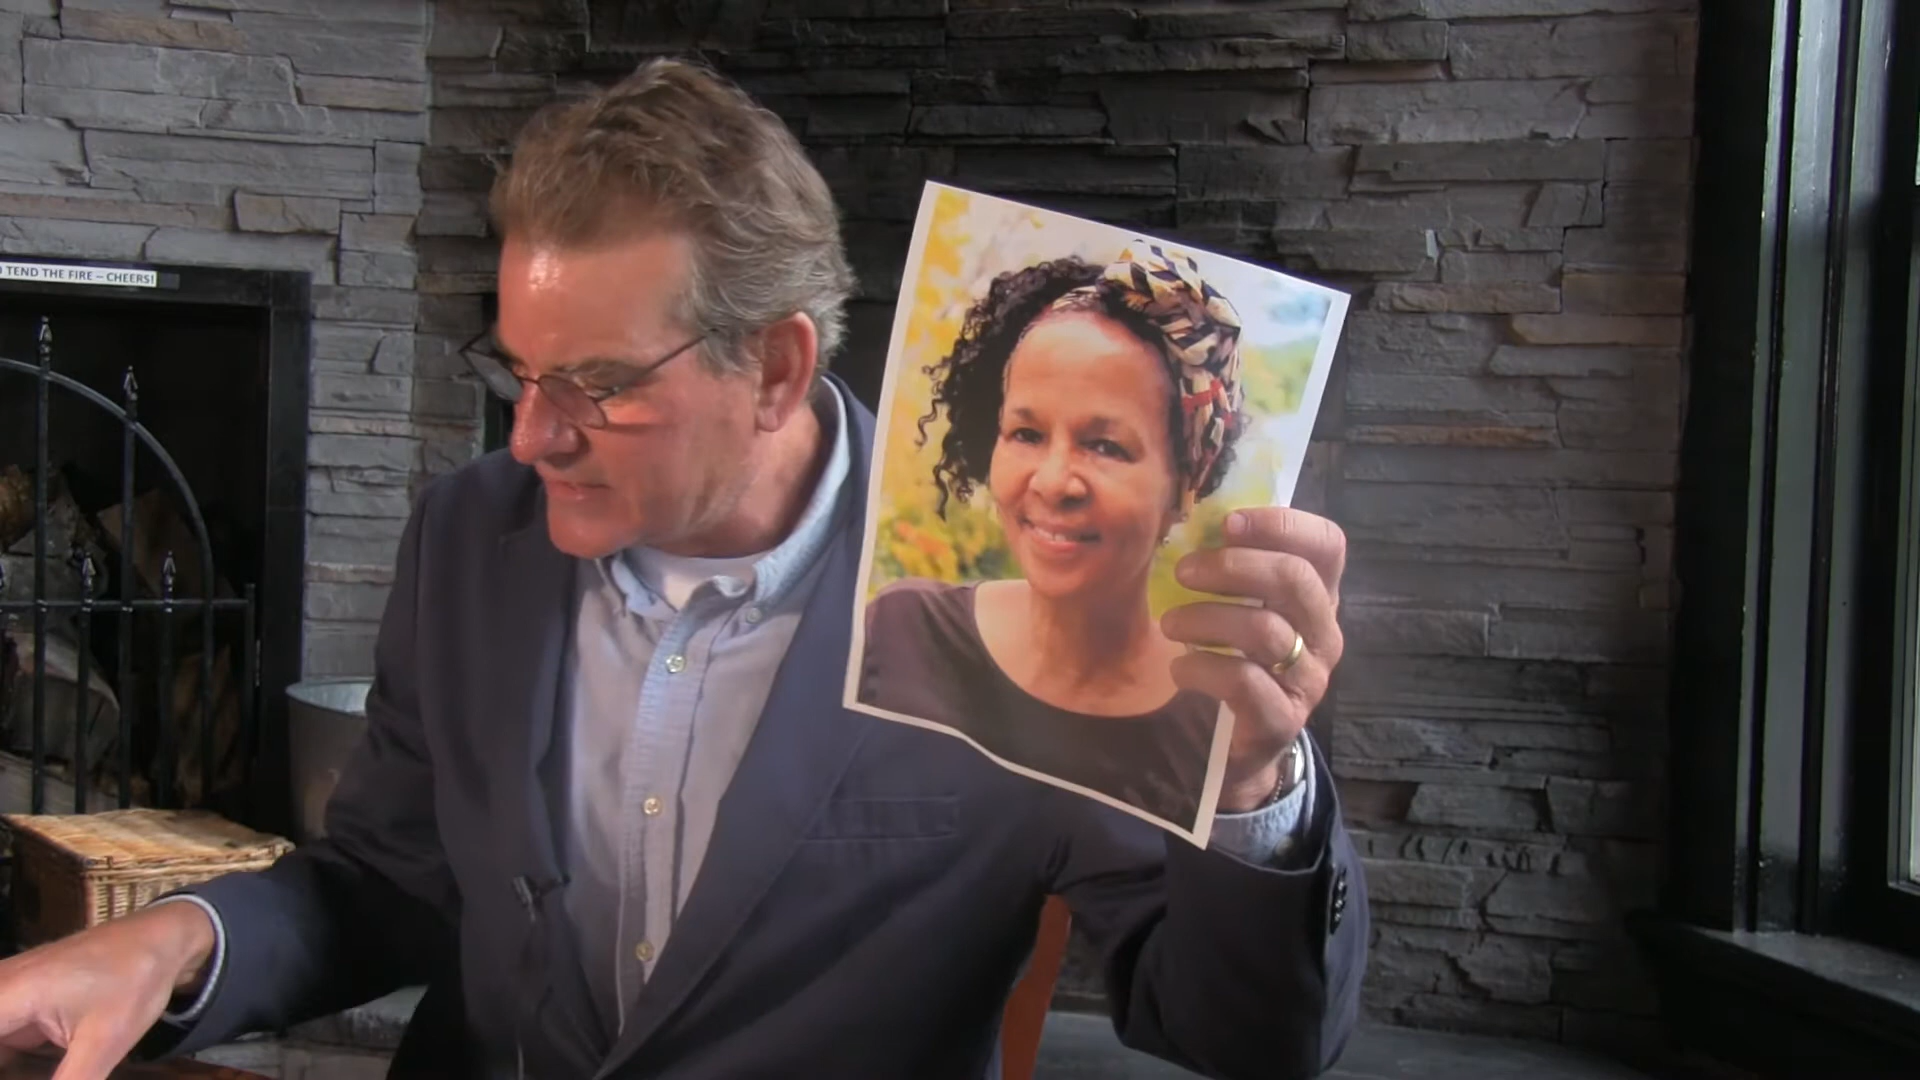 TEND THE FIRE – CHEERS!